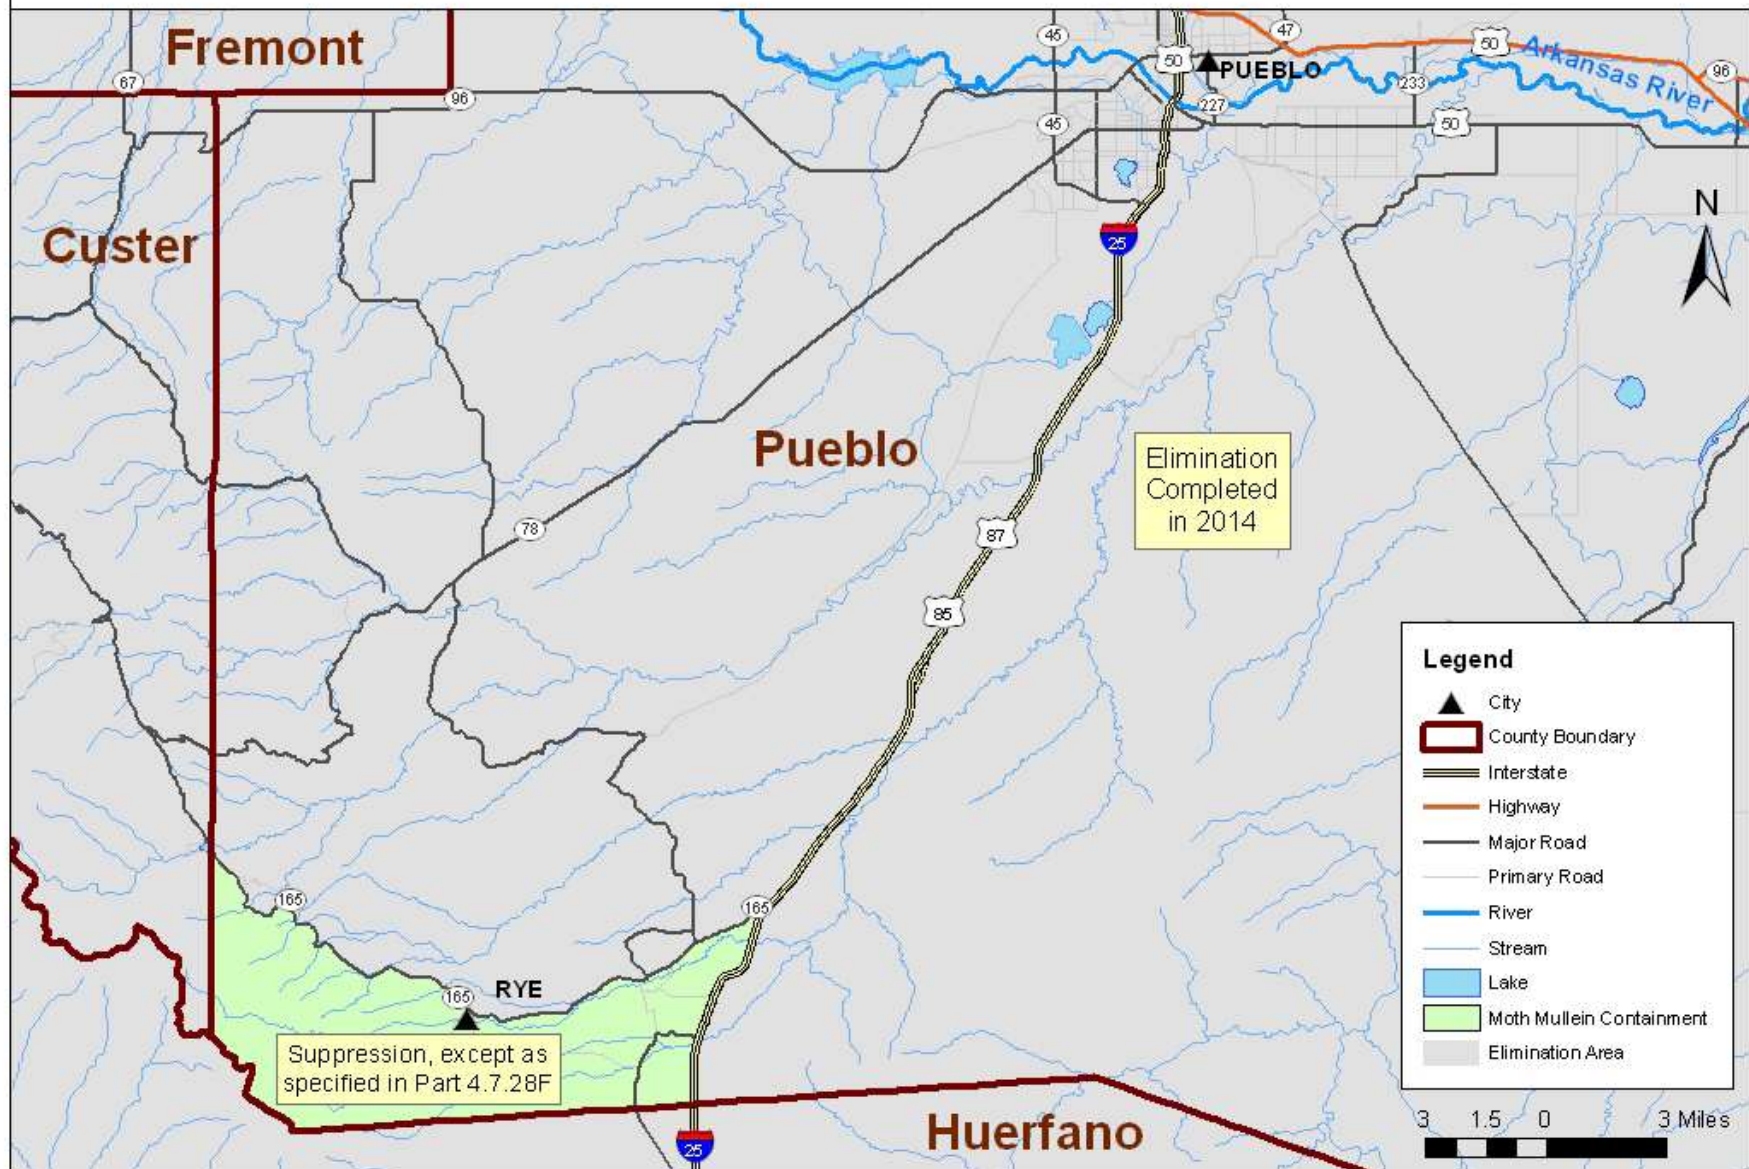 Fremont
45
47
50
50
Arkansas River
PUEBLO
96
67
96
233
227
45
50
N
Custer
25
Pueblo
Elimination
Completed
in 2014
78
87
85
Legend
City
County Boundary
Interstate
Highway
Major Road
Primary Road
River
Stream
Lake
Moth Mullein Containment
Elimination Area
165
165
165
RYE
Suppression, except as
specified in Part 4.7.28F
Huerfano
25
3 1.5 0 3 Miles